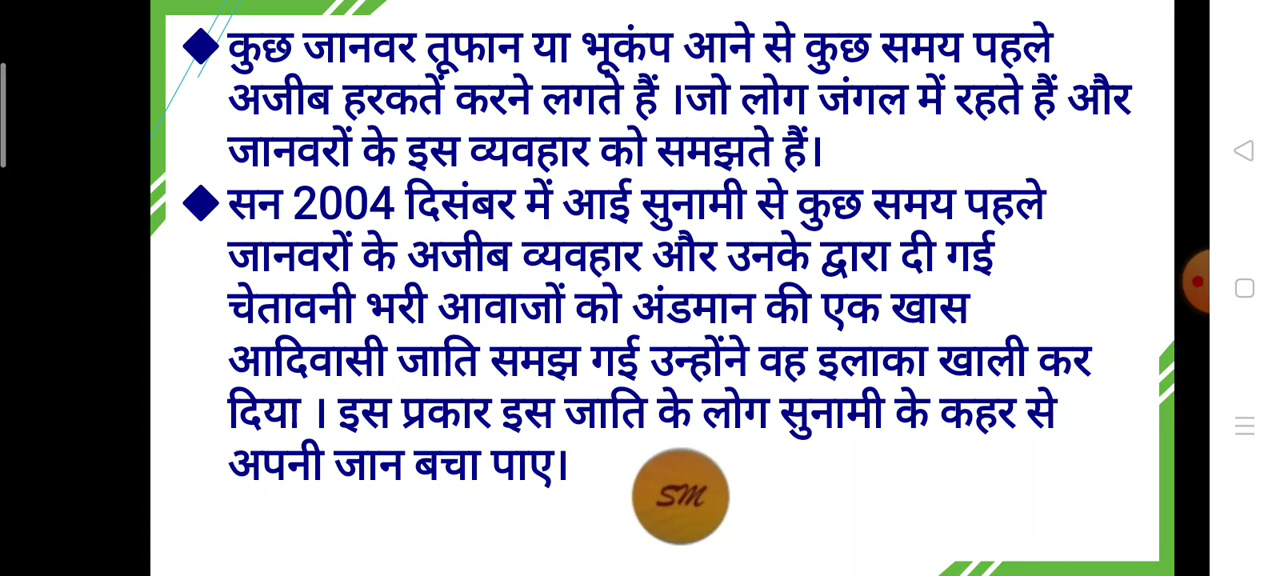 कुछ जानवर तूफान या भूकंप आने से कुछ समय पहले
अजीब हरकतें करने लगते हैं ।जो लोग जंगल में रहते हैं और
जानवरों के इस व्यवहार को समझते हैं।
सन 2004 दिसंबर में आई सुनामी से कुछ समय पहले
जानवरों के अजीब व्यवहार और उनके द्वारा दी गई
चेतावनी भरी आवाजों को अंडमान की एक खास
आदिवासी जाति समझ गई उन्होंने वह इलाका खाली कर
दिया । इस प्रकार इस जाति के लोग सुनामी के कहर से
अपनी जान बचा पाए।
SM